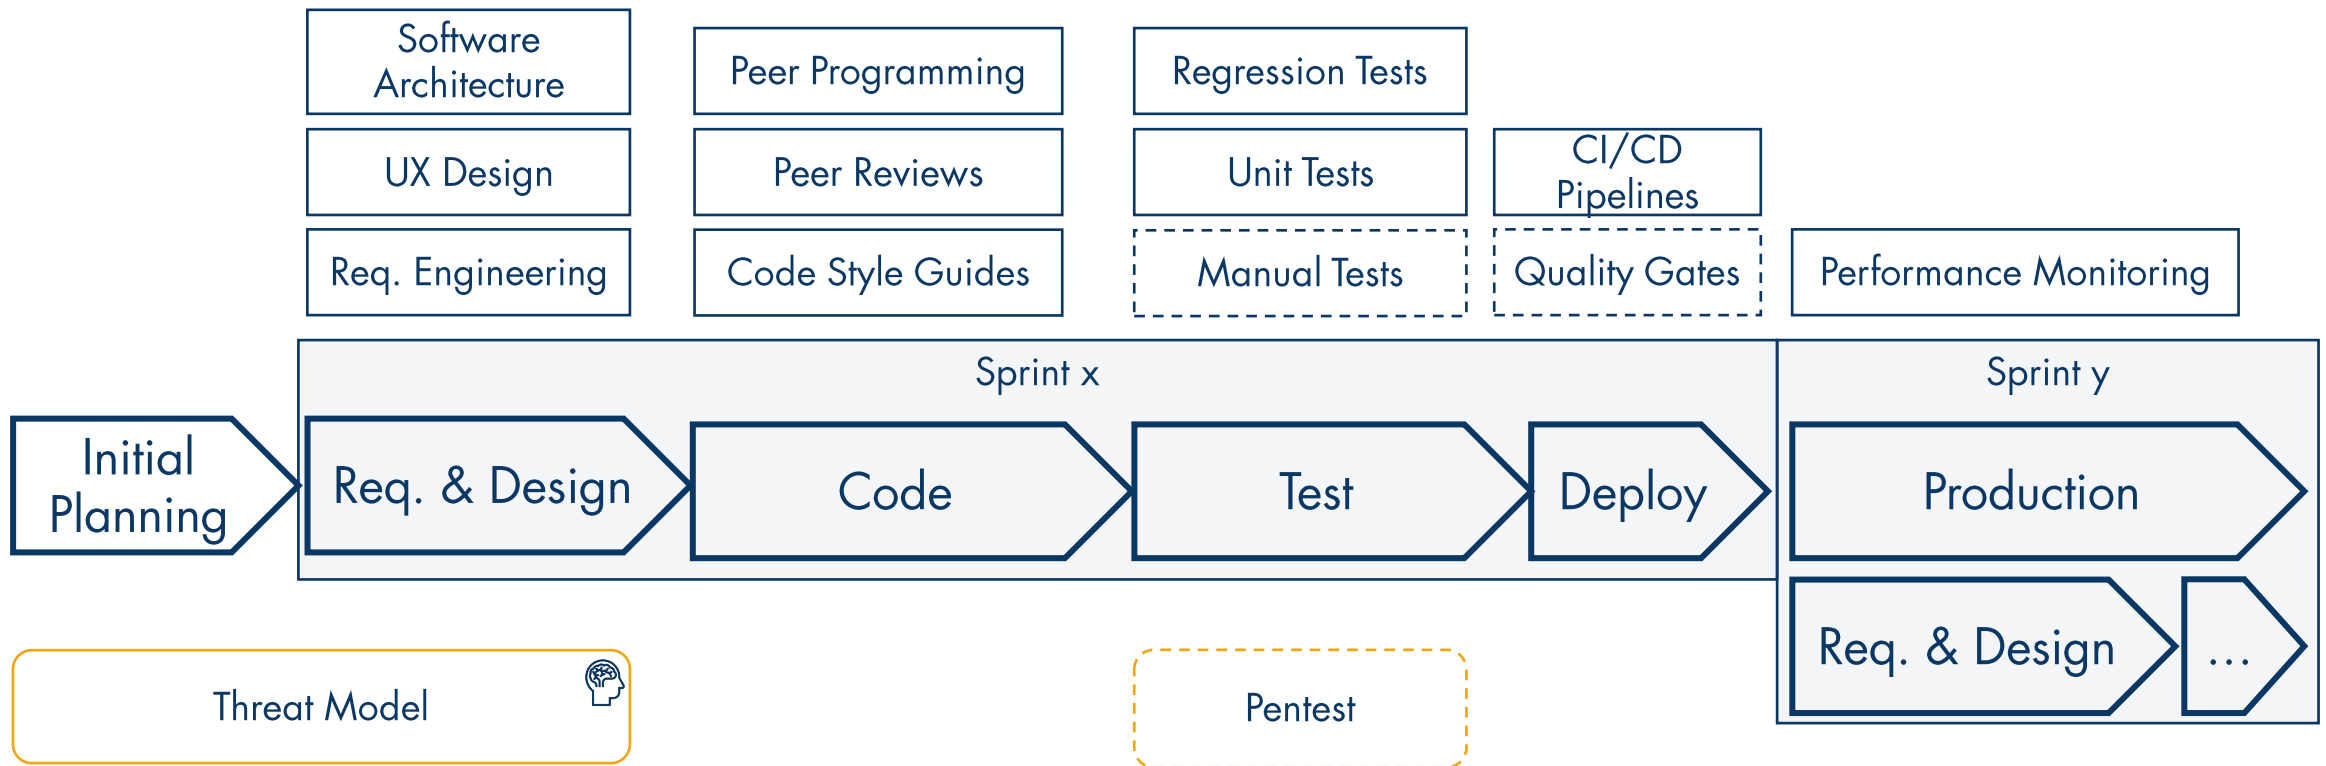 Software
Architecture
Peer Programming
Regression Tests
UX Design
Peer Reviews
Unit Tests
CI/CD
Pipelines
Req. Engineering
Code Style Guides
Manual Tests
Quality Gates
Performance Monitoring
Sprint x
Sprint y
Initial
Planning
Req. & Design
Code
Test
Deploy
Production
Req. & Design
...
Threat Model
Pentest